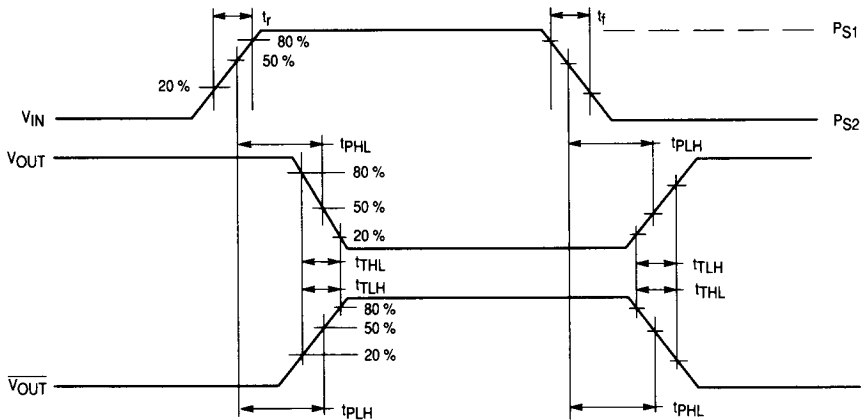 tr
tf
80 %
PS1
50 %
20 %
VIN
PS2
tPHL
tPLH
VOUT
80 %
50 %
20 %
tTHL
tTLH
tTLH
tTHL
80 %
50 %
20 %
VOUT
tPLH
tPHL